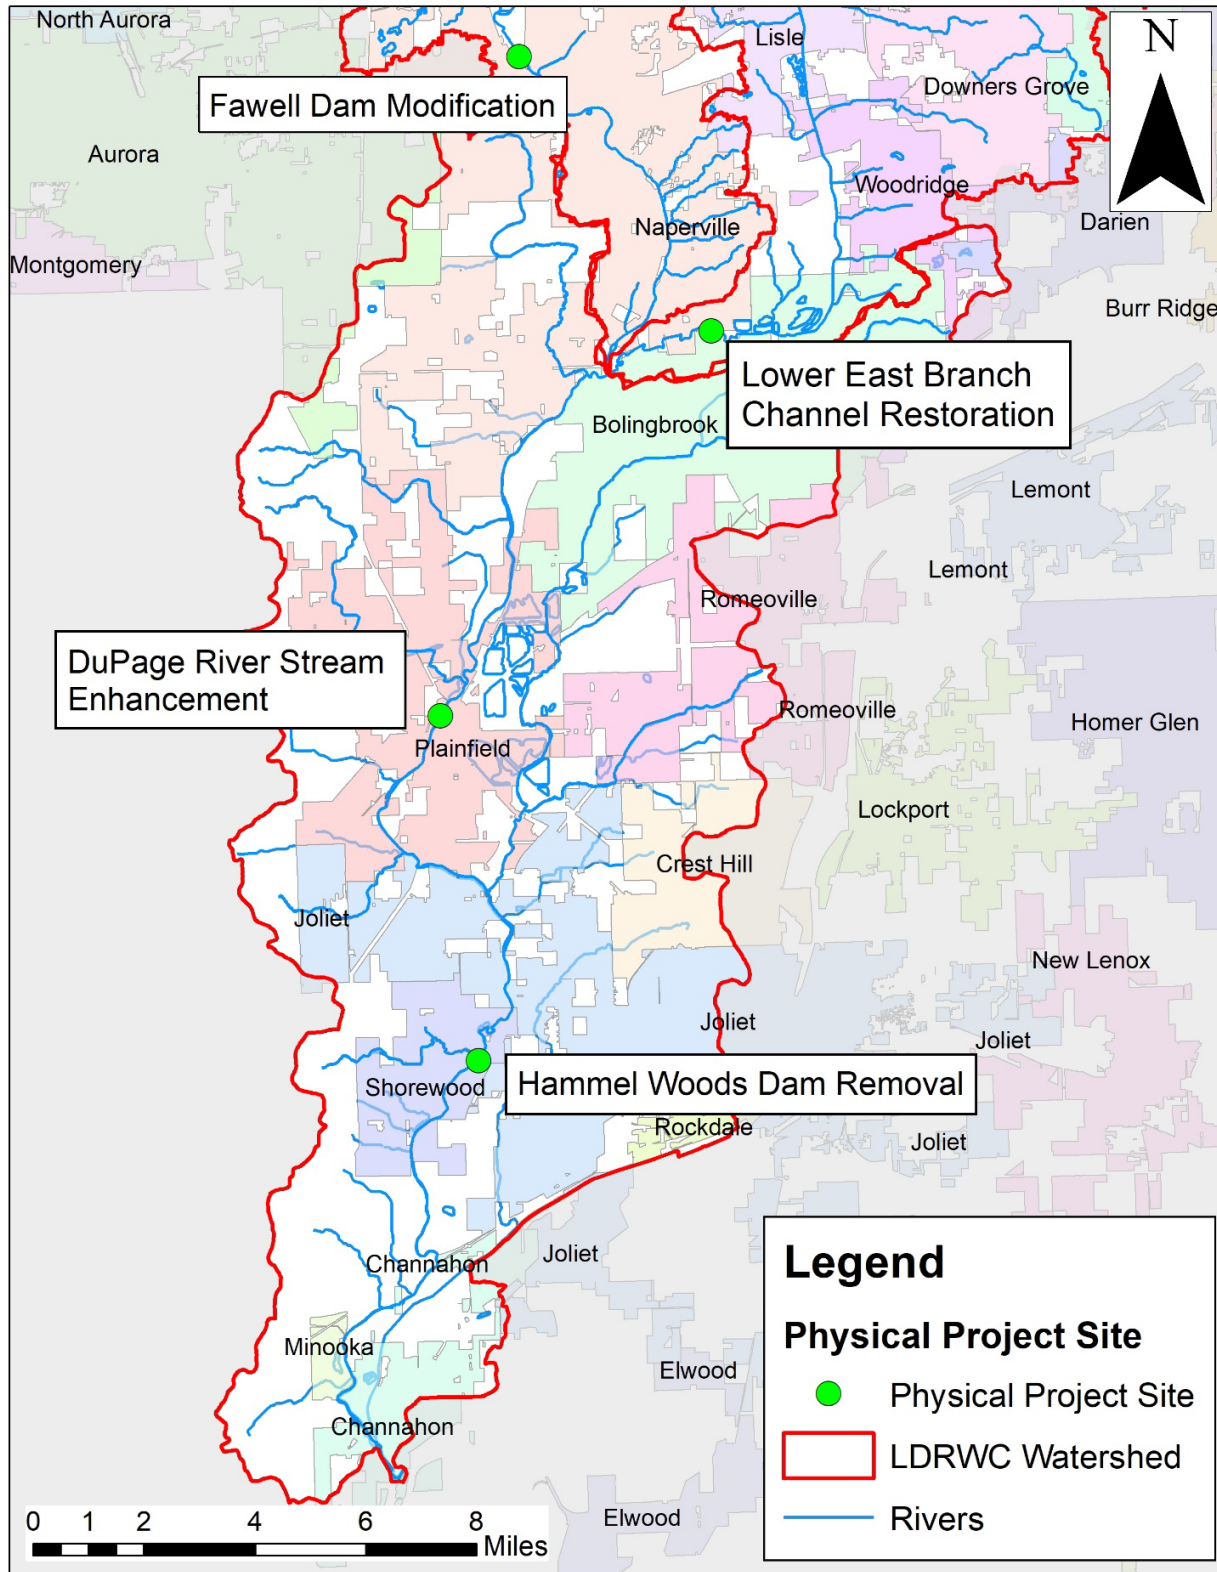 North Aurora
Lisle
N
Downers Grove
Fawell Dam Modification
Aurora
Woodridge
Darien
Naperville
Montgomery
Burr Ridge
Lower East Branch
Channel Restoration
Bolingbrook
Lemont
Lemont
Romeoville
DuPage River Stream
Enhancement
Romeoville
Homer Glen
Plainfield
Lockport
Crest Hill
Joliet
New Lenox
Joliet
Joliet
Hammel Woods Dam Removal
Shorewood
Rockdale
Joliet
Joliet
Channahon
Minooka
Elwood
Channahon
Elwood
Legend
Physical Project Site
Physical Project Site
LDRWC Watershed
Rivers
0 1 2 4 6 8
Miles